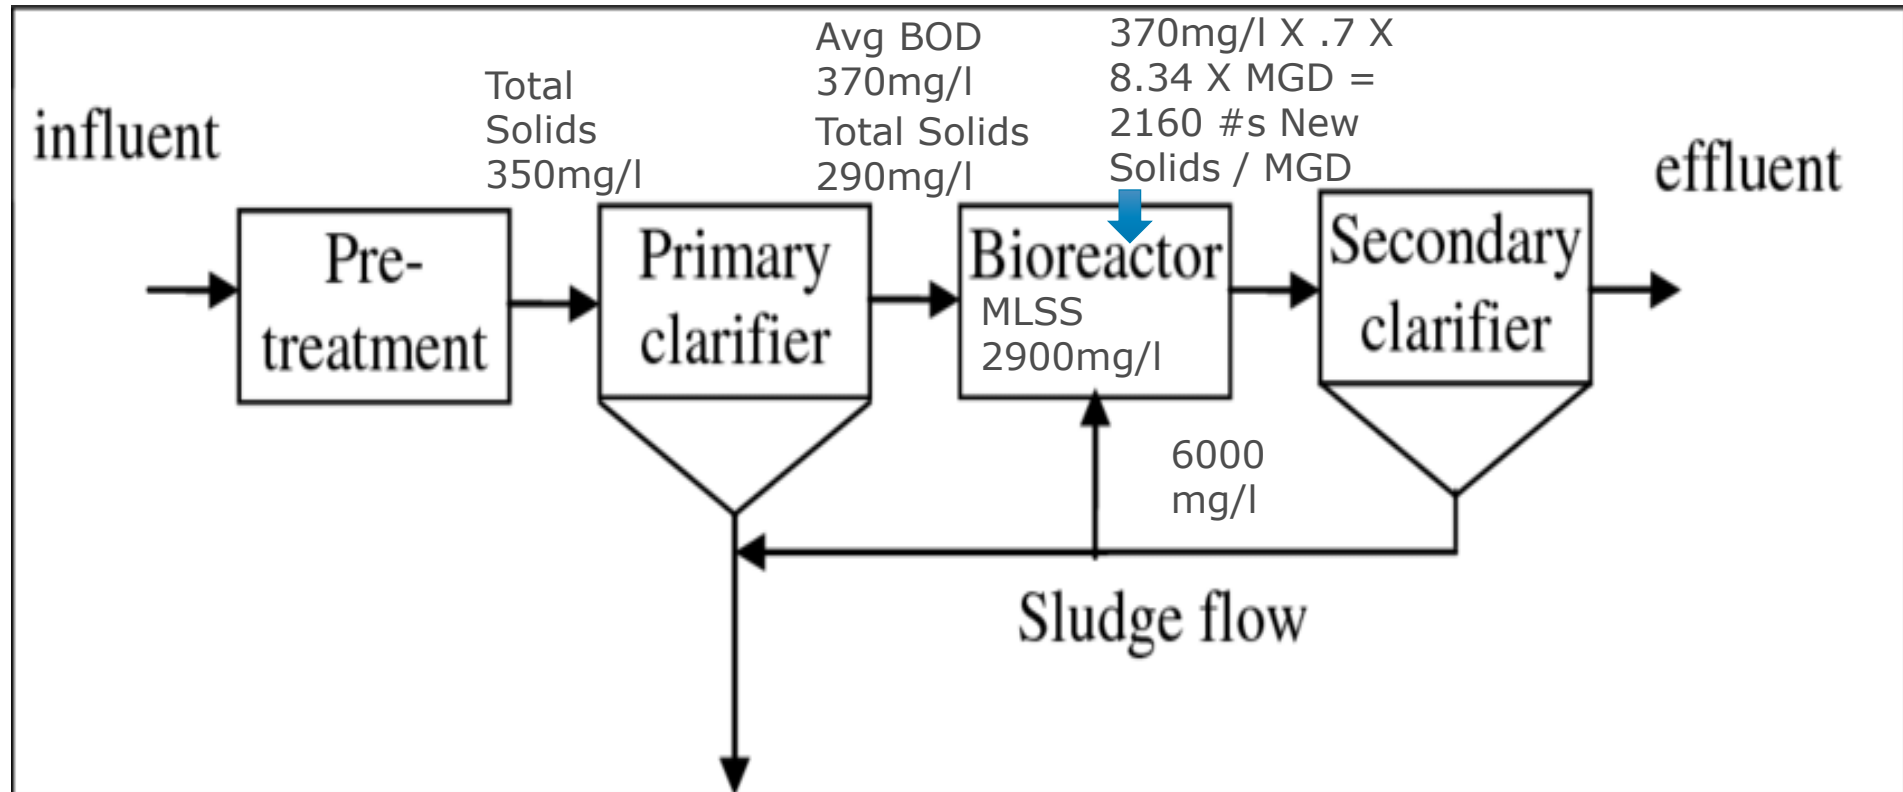 influent
Total
Solids
350mg/l
Avg BOD
370mg/l
Total Solids
290mg/l
370mg/l X .7 X
8.34 X MGD =
2160 #s New
Solids / MGD
effluent
Pre-
treatment
Primary
clarifier
Bioreactor
MLSS
2900mg/l
Secondary
clarifier
6000
mg/l
Sludge flow